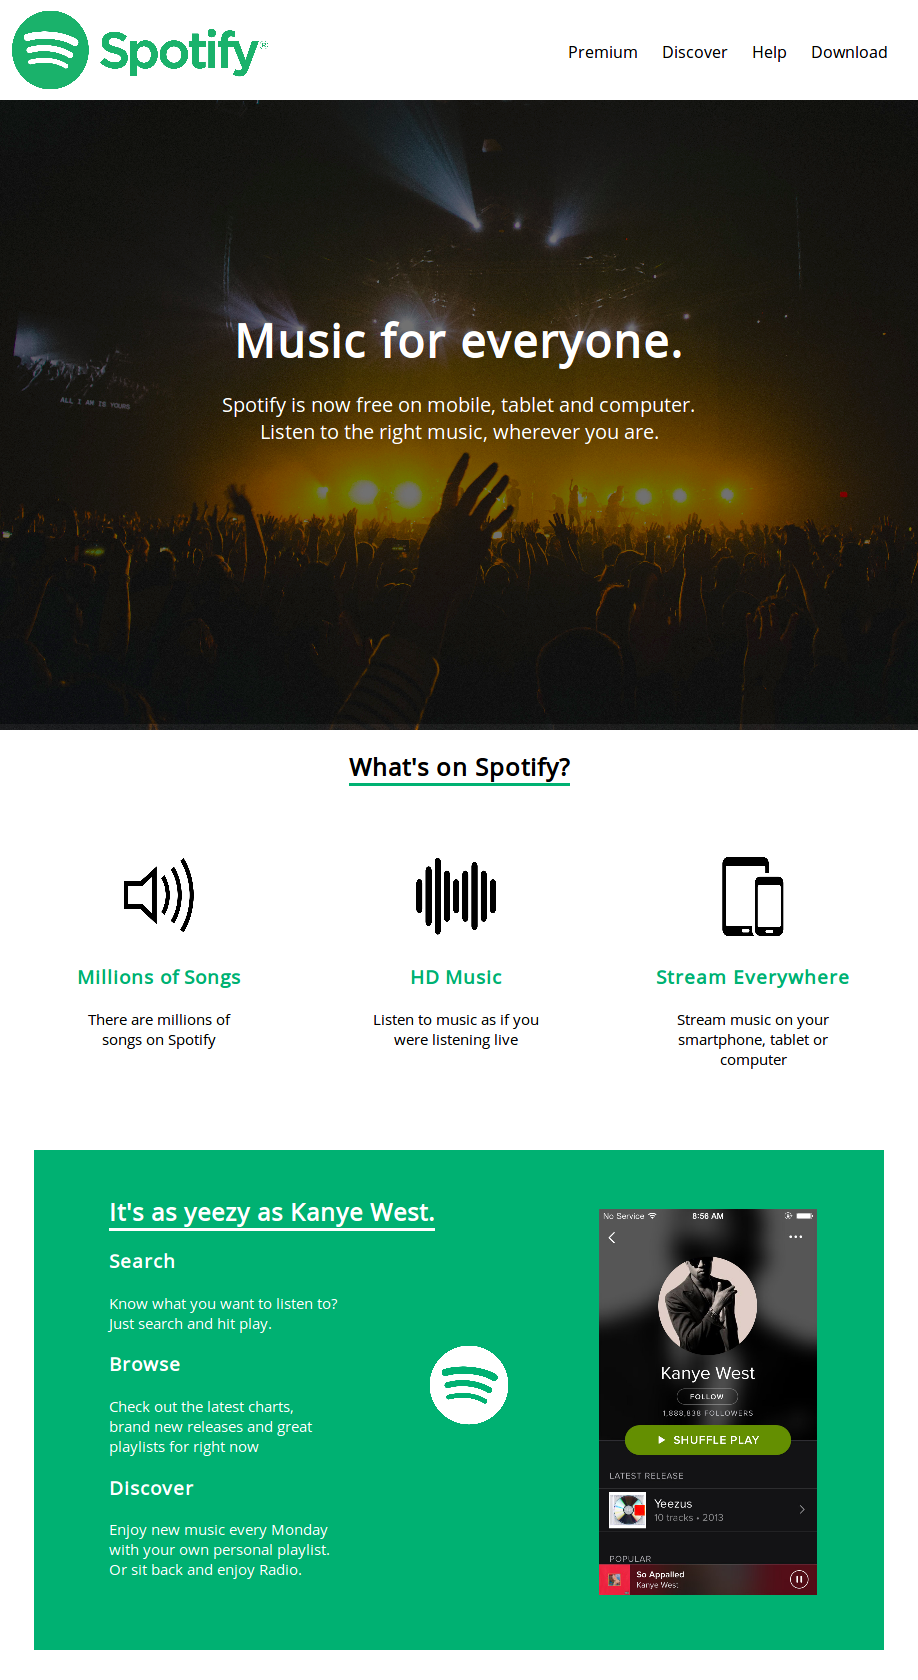 Spotify®
Premium Discover Help Download
ALL I AM IS YOURS
Music for everyone.
Spotify is now free on mobile, tablet and computer.
Listen to the right music, wherever you are.
What's on Spotify?
Millions of Songs
There are millions of
songs on Spotify
HD Music
Listen to music as if you
were listening live
Stream Everywhere
Stream music on your
smartphone, tablet or
computer
It's as yeezy as Kanye West.
Search
Know what you want to listen to?
Just search and hit play.
Browse
Check out the latest charts,
brand new releases and great
playlists for right now
Discover
Enjoy new music every Monday
with your own personal playlist.
Or sit back and enjoy Radio.
No Service 8:56 AM
Kanye West
FOLLOW
1,888,838 FOLLOWERS
SHUFFLE PLAY
LATEST RELEASE
Yeezus
10 tracks • 2013
POPULAR
So Appalled
Kanye West